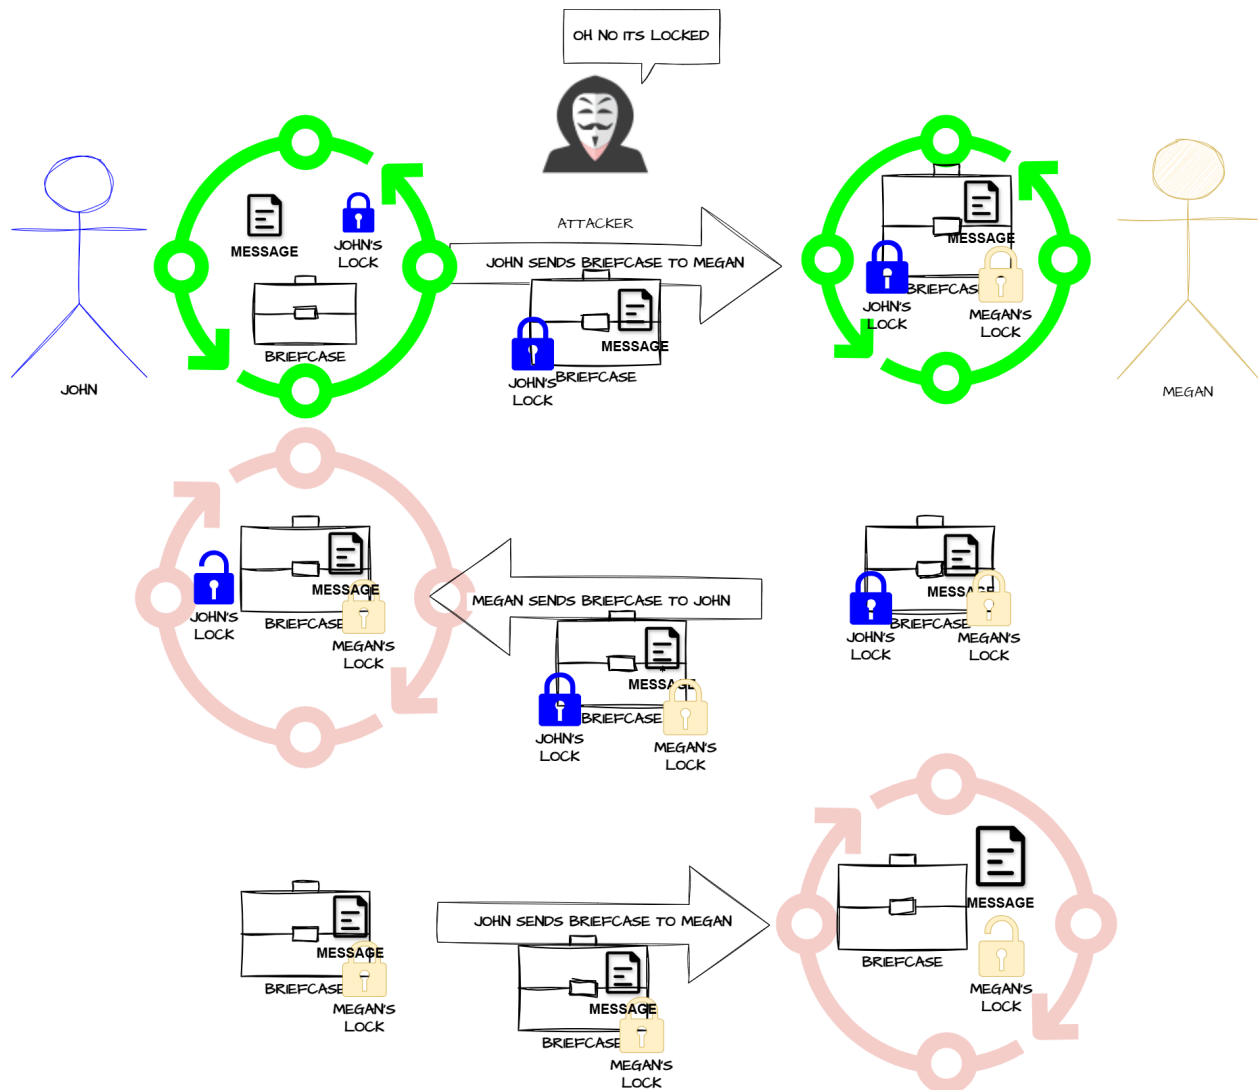 OH NO ITS LOCKED
ATTACKER
MESSAGE
JOHN'S
LOCK
BRIEFCASE
JOHN
JOHN SENDS BRIEFCASE TO MEGAN
MESSAGE
JOHN'S
LOCK
BRIEFCASE
MESSAGE
BRIEFCASE
JOHN'S
LOCK
MEGAN'S
LOCK
MEGAN
MESSAGE
JOHN'S
LOCK
BRIEFCASE
MEGAN'S
LOCK
MEGAN SENDS BRIEFCASE TO JOHN
MESSAGE
BRIEFCASE
JOHN'S
LOCK
MEGAN'S
LOCK
MESSAGE
BRIEFCASE
JOHN'S
LOCK
MEGAN'S
LOCK
MESSAGE
BRIEFCASE
MEGAN'S
LOCK
JOHN SENDS BRIEFCASE TO MEGAN
MESSAGE
BRIEFCASE
MEGAN'S
LOCK
MESSAGE
BRIEFCASE
MEGAN'S
LOCK